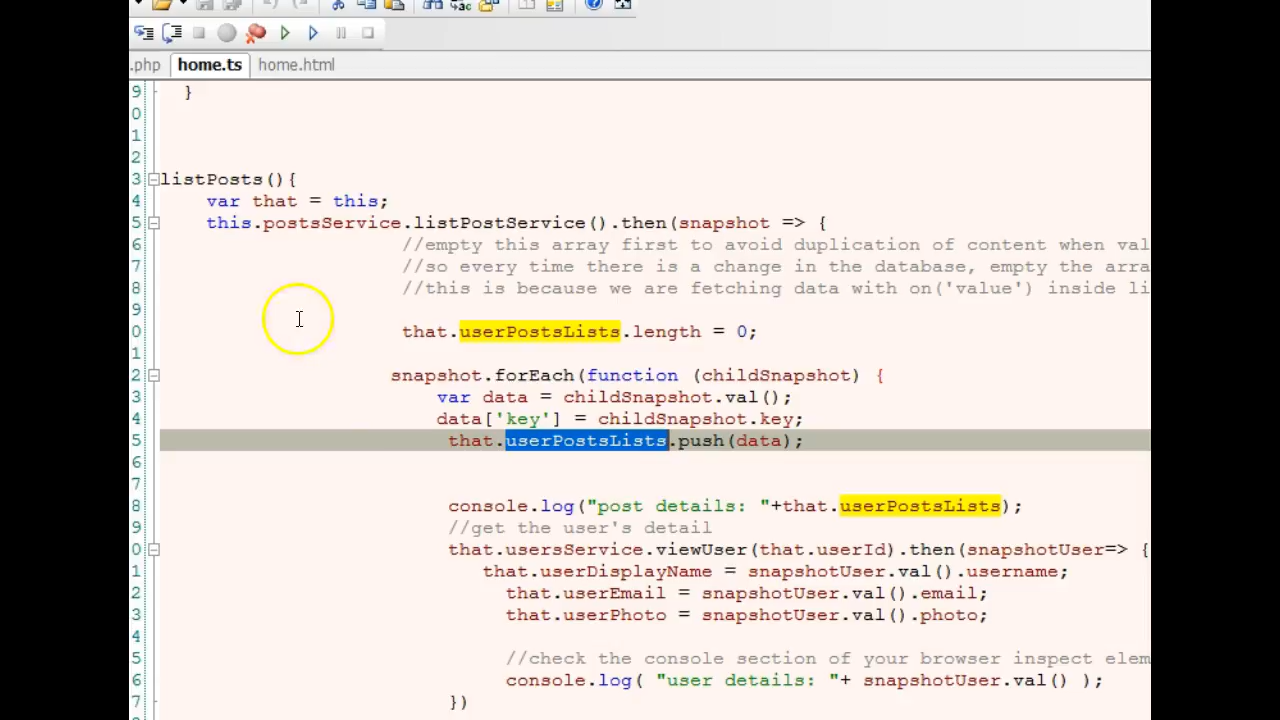 .php home.ts home.html
9 }
0
1
2
3 listPosts(){
4 var that = this;
5 this.postsService.listPostService().then(snapshot => {
6 //empty this array first to avoid duplication of content when val
7 //so every time there is a change in the database, empty the arra
8 //this is because we are fetching data with on('value') inside li
9
0 that.userPostsLists.length = 0;
1
2 snapshot.forEach(function (childSnapshot) {
3 var data = childSnapshot.val();
4 data['key'] = childSnapshot.key;
5 that.userPostsLists.push(data);
6
7
8 console.log("post details: "+that.userPostsLists);
9 //get the user's detail
0 that.usersService.viewUser(that.userId).then(snapshotUser=> {
1 that.userDisplayName = snapshotUser.val().username;
2 that.userEmail = snapshotUser.val().email;
3 that.userPhoto = snapshotUser.val().photo;
4
5 //check the console section of your browser inspect elem
6 console.log( "user details: "+ snapshotUser.val() );
7 })